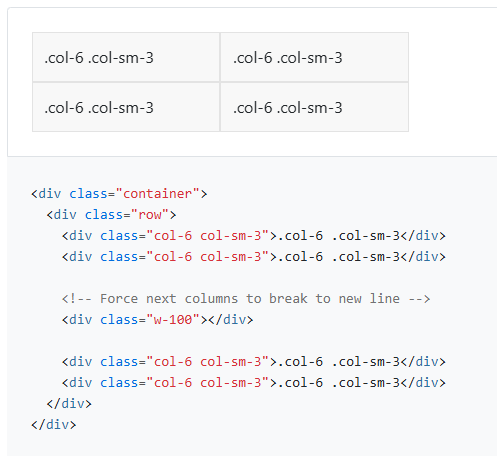 .col-6 .col-sm-3 .col-6 .col-sm-3
.col-6 .col-sm-3 .col-6 .col-sm-3
<div class="container">
  <div class="row">
    <div class="col-6 col-sm-3">.col-6 .col-sm-3</div>
    <div class="col-6 col-sm-3">.col-6 .col-sm-3</div>

    <!-- Force next columns to break to new line -->
    <div class="w-100"></div>

    <div class="col-6 col-sm-3">.col-6 .col-sm-3</div>
    <div class="col-6 col-sm-3">.col-6 .col-sm-3</div>
  </div>
</div>